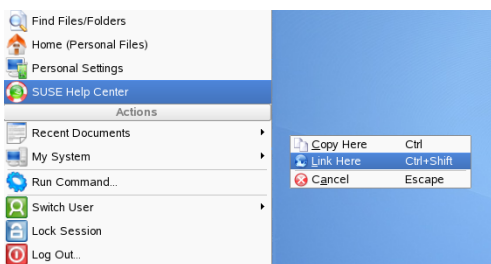 Find Files/Folders
Home (Personal Files)
Personal Settings
SUSE Help Center
Actions
Recent Documents
My System
Run Command...
Switch User
Lock Session
Log Out...
Copy Here Ctrl
Link Here Ctrl+Shift
Cancel Escape